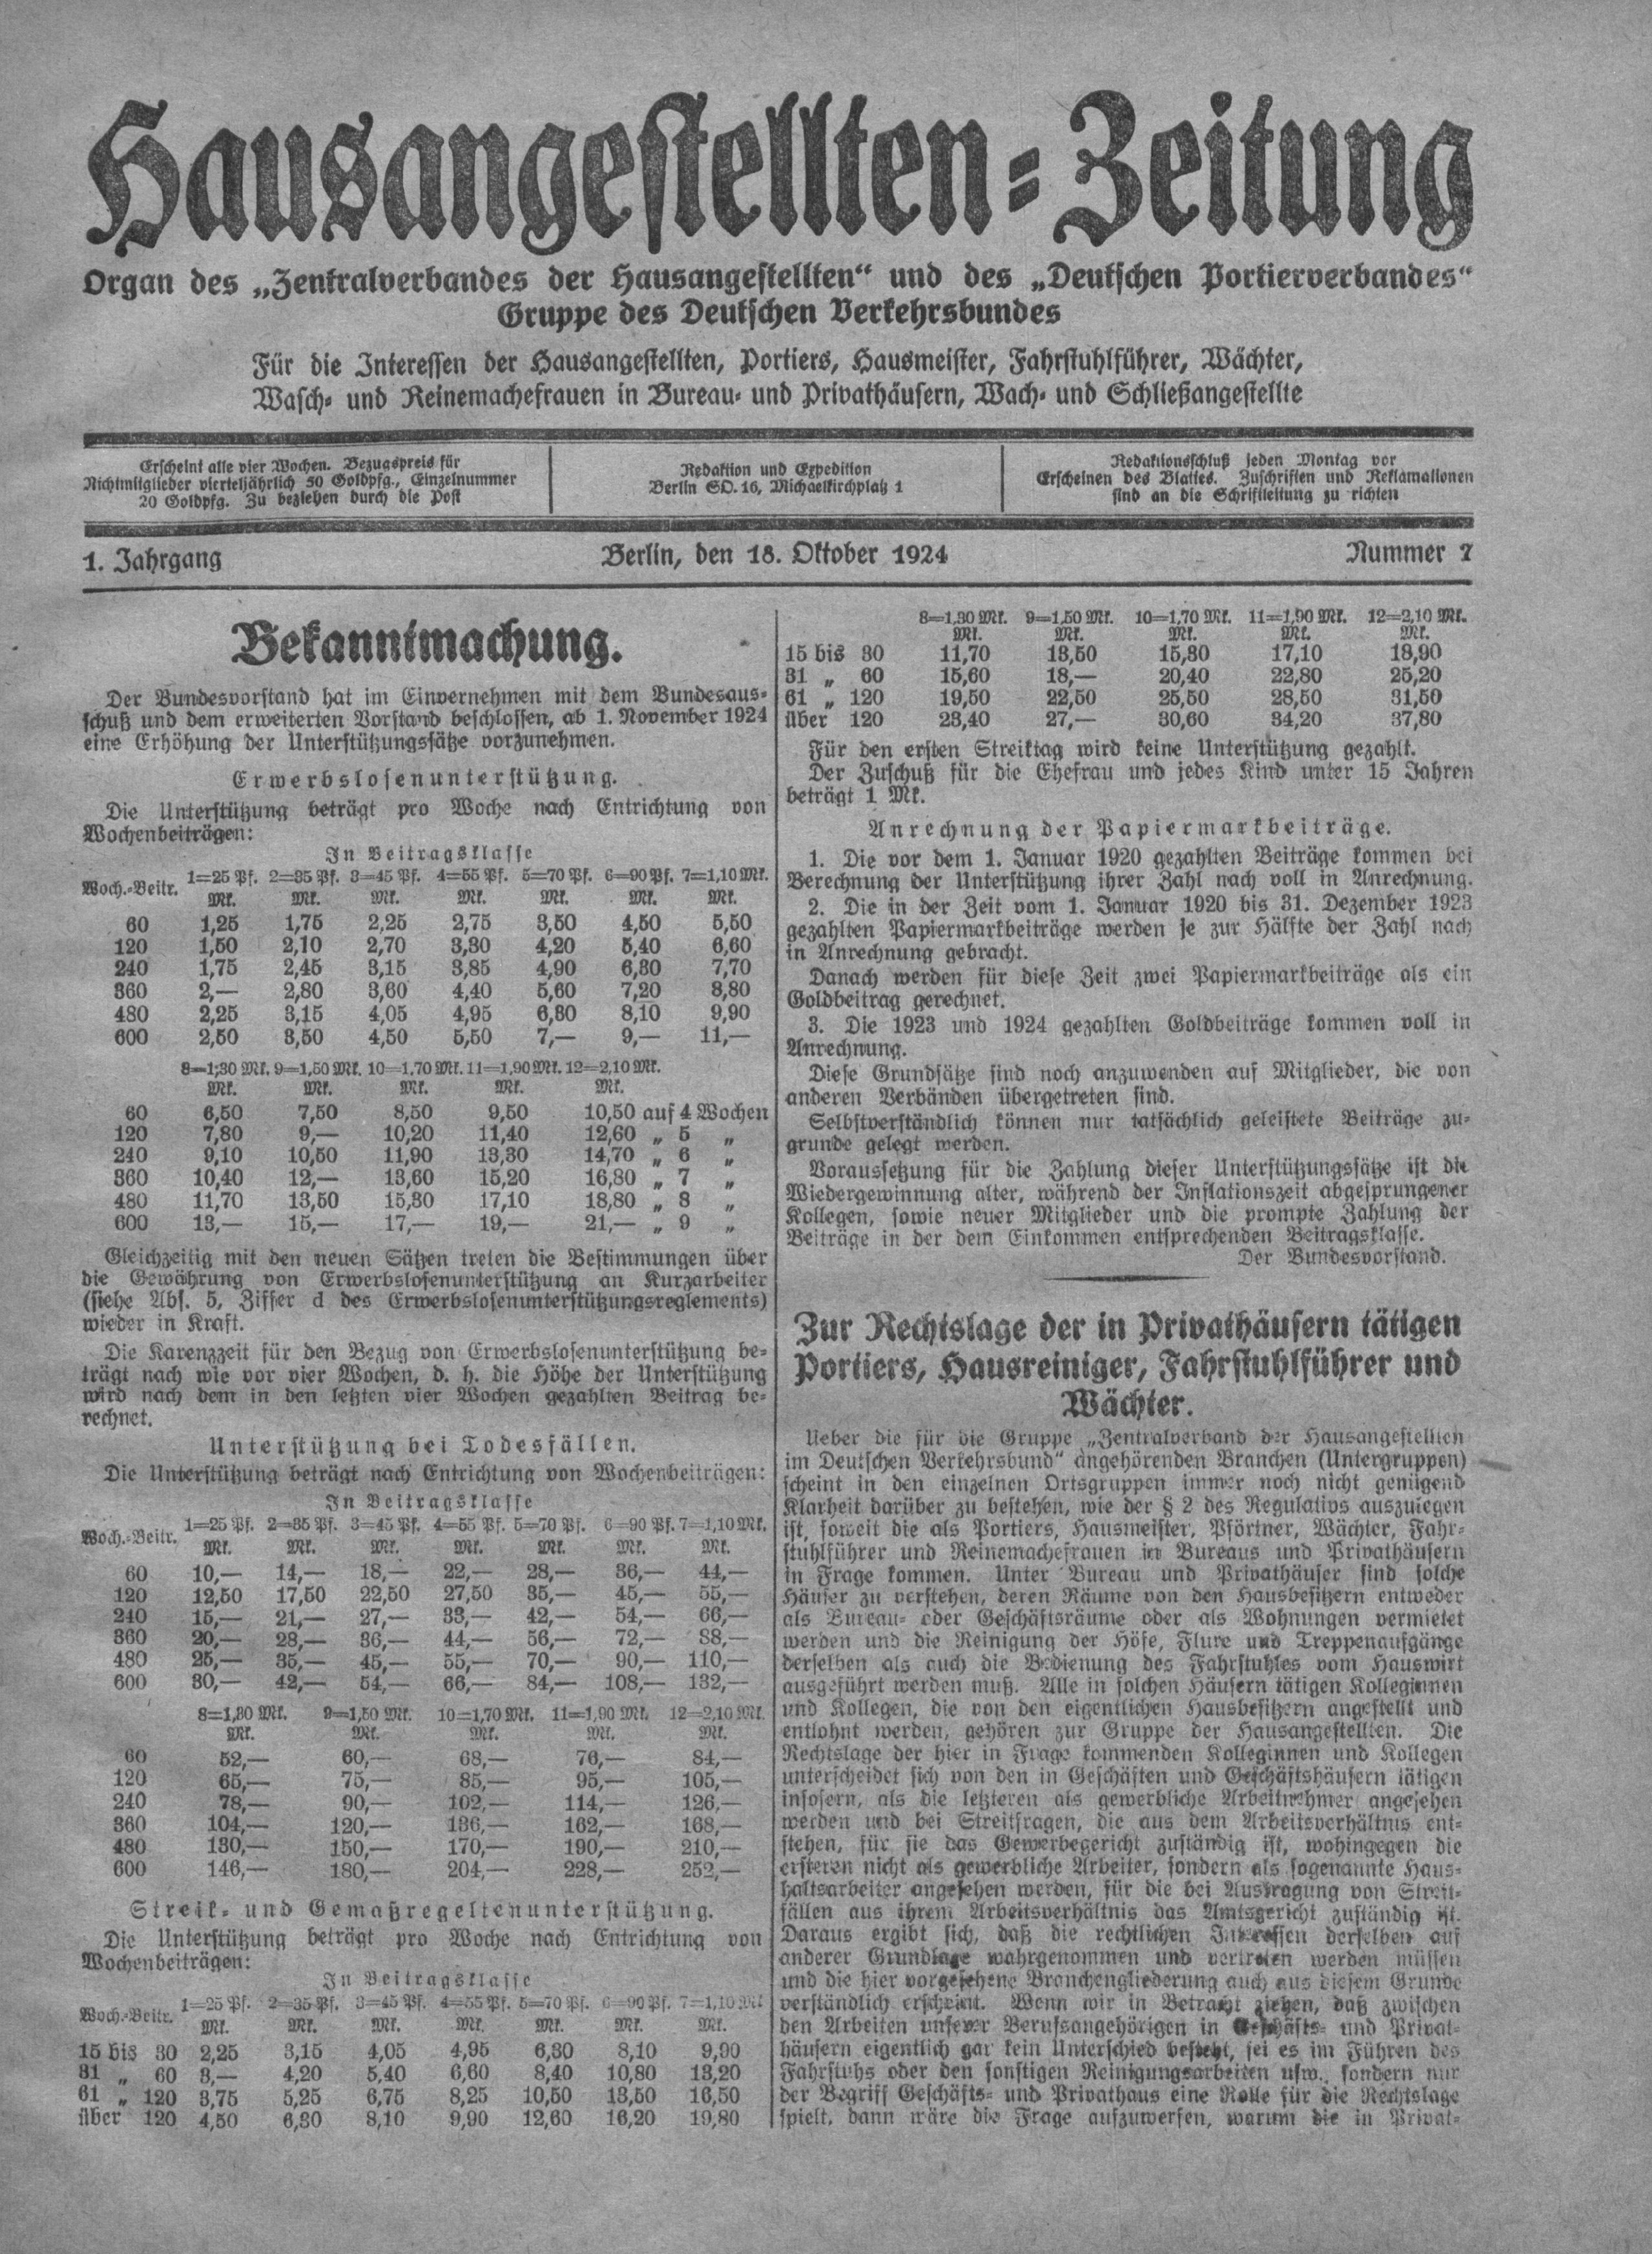 Hausangestellten-Zeitung
Organ des „Zentralverbandes der Hausangestellten“ und des „Deutschen Portierverbandes“
Gruppe des Deutschen Verkehrsbundes
Für die Interessen der Hausangestellten, Portiers, Hausmeister, Fahrstuhlführer, Wächter,
Wasch- und Reinemachefrauen in Bureau- und Privathäusern, Wach- und Schließangestellte
Erscheint alle vier Wochen. Bezugspreis für
Nichtmitglieder vierteljährlich 50 Goldpfg., Einzelnummer
20 Goldpfg. Zu beziehen durch die Post
Redaktion und Expedition
Berlin SO. 16, Michaelkirchplatz 1
Redaktionsschluß jeden Montag vor
Erscheinen des Blattes. Zuschriften und Reklamationen
sind an die Schriftleitung zu richten
1. Jahrgang Berlin, den 18. Oktober 1924 Nummer 7
Bekanntmachung.
Der Bundesvorstand hat im Einvernehmen mit dem Bundesaus-
schuß und dem erweiterten Vorstand beschlossen, ab 1. November 1924
eine Erhöhung der Unterstützungssätze vorzunehmen.
Erwerbslosenunterstützung.
Die Unterstützung beträgt pro Woche nach Entrichtung von
Wochenbeiträgen:
In Beitragsklasse
Woch.-Beitr. 1=25 Pf. 2=35 Pf. 3=45 Pf. 4=55 Pf. 5=70 Pf. 6=90 Pf. 7=1,10 Mk.
Mk. Mk. Mk. Mk. Mk. Mk. Mk.
60 1,25 1,75 2,25 2,75 3,50 4,50 5,50
120 1,50 2,10 2,70 3,30 4,20 5,40 6,60
240 1,75 2,45 3,15 3,85 4,90 6,30 7,70
360 2,— 2,80 3,60 4,40 5,60 7,20 8,80
480 2,25 3,15 4,05 4,95 6,30 8,10 9,90
600 2,50 3,50 4,50 5,50 7,— 9,— 11,—
8=1,30 Mk. 9=1,50 Mk. 10=1,70 Mk. 11=1,90 Mk. 12=2,10 Mk.
Mk. Mk. Mk. Mk. Mk.
60 6,50 7,50 8,50 9,50 10,50 auf 4 Wochen
120 7,80 9,— 10,20 11,40 12,60 „ 5 „
240 9,10 10,50 11,90 13,30 14,70 „ 6 „
360 10,40 12,— 13,60 15,20 16,80 „ 7 „
480 11,70 13,50 15,30 17,10 18,80 „ 8 „
600 13,— 15,— 17,— 19,— 21,— „ 9 „
Gleichzeitig mit den neuen Sätzen treten die Bestimmungen über
die Gewährung von Erwerbslosenunterstützung an Kurzarbeiter
(siehe Abs. 5, Ziffer d des Erwerbslosenunterstützungsreglements)
wieder in Kraft.
Die Karenzzeit für den Bezug von Erwerbslosenunterstützung be-
trägt nach wie vor vier Wochen, d. h. die Höhe der Unterstützung
wird nach dem in den letzten vier Wochen gezahlten Beitrag be-
rechnet.
Unterstützung bei Todesfällen.
Die Unterstützung beträgt nach Entrichtung von Wochenbeiträgen:
In Beitragsklasse
Woch.-Beitr. 1=25 Pf. 2=35 Pf. 3=45 Pf. 4=55 Pf. 5=70 Pf. 6=90 Pf. 7=1,10 Mk.
Mk. Mk. Mk. Mk. Mk. Mk. Mk.
60 10,— 14,— 18,— 22,— 28,— 36,— 44,—
120 12,50 17,50 22,50 27,50 35,— 45,— 55,—
240 15,— 21,— 27,— 33,— 42,— 54,— 66,—
360 20,— 28,— 36,— 44,— 56,— 72,— 88,—
480 25,— 35,— 45,— 55,— 70,— 90,— 110,—
600 30,— 42,— 54,— 66,— 84,— 108,— 132,—
8=1,30 Mk. 9=1,50 Mk. 10=1,70 Mk. 11=1,90 Mk. 12=2,10 Mk.
Mk. Mk. Mk. Mk. Mk.
60 52,— 60,— 68,— 76,— 84,—
120 65,— 75,— 85,— 95,— 105,—
240 78,— 90,— 102,— 114,— 126,—
360 104,— 120,— 136,— 162,— 168,—
480 130,— 150,— 170,— 190,— 210,—
600 146,— 180,— 204,— 228,— 252,—
Streik- und Gemaßregeltenunterstützung.
Die Unterstützung beträgt pro Woche nach Entrichtung von
Wochenbeiträgen:
In Beitragsklasse
Woch.-Beitr. 1=25 Pf. 2=35 Pf. 3=45 Pf. 4=55 Pf. 5=70 Pf. 6=90 Pf. 7=1,10 Mk
Mk. Mk. Mk. Mk. Mk. Mk. Mk.
15 bis 30 2,25 3,15 4,05 4,95 6,30 8,10 9,90
31 „ 60 3,— 4,20 5,40 6,60 8,40 10,80 13,20
61 „ 120 3,75 5,25 6,75 8,25 10,50 13,50 16,50
über 120 4,50 6,30 8,10 9,90 12,60 16,20 19,80
8=1,30 Mk. 9=1,50 Mk. 10=1,70 Mk. 11=1,90 Mk. 12=2,10 Mk.
Mk. Mk. Mk. Mk. Mk.
15 bis 30 11,70 13,50 15,30 17,10 18,90
31 „ 60 15,60 18,— 20,40 22,80 25,20
61 „ 120 19,50 22,50 25,50 28,50 31,50
über 120 23,40 27,— 30,60 34,20 37,80
Für den ersten Streiktag wird keine Unterstützung gezahlt.
Der Zuschuß für die Ehefrau und jedes Kind unter 15 Jahren
beträgt 1 Mk.
Anrechnung der Papiermarkbeiträge.
1. Die vor dem 1. Januar 1920 gezahlten Beiträge kommen bei
Berechnung der Unterstützung ihrer Zahl nach voll in Anrechnung.
2. Die in der Zeit vom 1. Januar 1920 bis 31. Dezember 1923
gezahlten Papiermarkbeiträge werden je zur Hälfte der Zahl nach
in Anrechnung gebracht.
Danach werden für diese Zeit zwei Papiermarkbeiträge als ein
Goldbeitrag gerechnet.
3. Die 1923 und 1924 gezahlten Goldbeiträge kommen voll in
Anrechnung.
Diese Grundsätze sind noch anzuwenden auf Mitglieder, die von
anderen Verbänden übergetreten sind.
Selbstverständlich können nur tatsächlich geleistete Beiträge zu-
grunde gelegt werden.
Voraussetzung für die Zahlung dieser Unterstützungssätze ist die
Wiedergewinnung alter, während der Inflationszeit abgesprungener
Kollegen, sowie neuer Mitglieder und die prompte Zahlung der
Beiträge in der dem Einkommen entsprechenden Beitragsklasse.
Der Bundesvorstand.
Zur Rechtslage der in Privathäusern tätigen
Portiers, Hausreiniger, Fahrstuhlführer und
Wächter.
Ueber die für die Gruppe „Zentralverband der Hausangestellten
im Deutschen Verkehrsbund“ angehörenden Branchen (Untergruppen)
scheint in den einzelnen Ortsgruppen immer noch nicht genügend
Klarheit darüber zu bestehen, wie der § 2 des Regulativs auszulegen
ist, soweit die als Portiers, Hausmeister, Pförtner, Wächter, Fahr-
stuhlführer und Reinemachefrauen in Bureaus und Privathäusern
in Frage kommen. Unter Bureau und Privathäuser sind solche
Häuser zu verstehen, deren Räume von den Hausbesitzern entweder
als Bureau- oder Geschäftsräume oder als Wohnungen vermietet
werden und die Reinigung der Höfe, Flure und Treppenaufgänge
derselben als auch die Bedienung des Fahrstuhles vom Hauswirt
ausgeführt werden muß. Alle in solchen Häusern tätigen Kolleginnen
und Kollegen, die von den eigentlichen Hausbesitzern angestellt und
entlohnt werden, gehören zur Gruppe der Hausangestellten. Die
Rechtslage der hier in Frage kommenden Kolleginnen und Kollegen
unterscheidet sich von den in Geschäften und Geschäftshäusern tätigen
insofern, als die letzteren als gewerbliche Arbeitnehmer angesehen
werden und bei Streitfragen, die aus dem Arbeitsverhältnis ent-
stehen, für sie das Gewerbegericht zuständig ist, wohingegen die
ersteren nicht als gewerbliche Arbeiter, sondern als sogenannte Haus-
haltsarbeiter angesehen werden, für die bei Austragung von Streit-
fällen aus ihrem Arbeitsverhältnis das Amtsgericht zuständig ist.
Daraus ergibt sich, daß die rechtlichen Interessen derselben auf
anderer Grundlage wahrgenommen und vertreten werden müssen
und die hier vorgesehene Branchengliederung auch aus diesem Grunde
verständlich erscheint. Wenn wir in Betracht ziehen, daß zwischen
den Arbeiten unserer Berufsangehörigen in Geschäfts- und Privat-
häusern eigentlich gar kein Unterschied besteht, sei es im Führen des
Fahrstuhs oder den sonstigen Reinigungsarbeiten usw., sondern nur
der Begriff Geschäfts- und Privathaus eine Rolle für die Rechtslage
spielt, dann wäre die Frage aufzuwerfen, warum die in Privat-